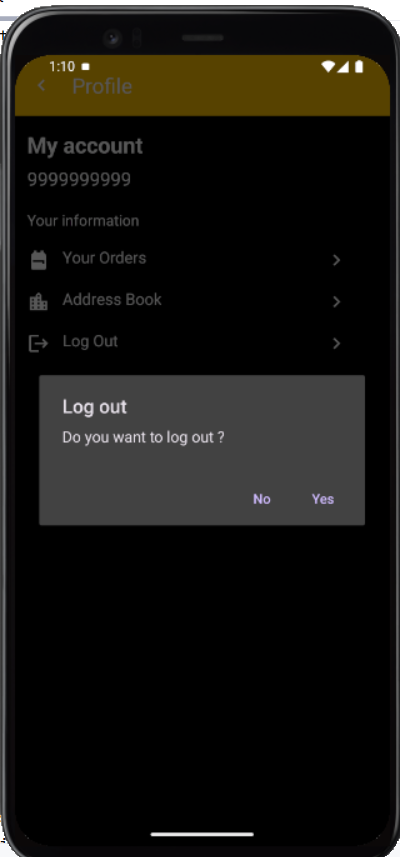 1:10
Profile
My account
9999999999
Your information
Your Orders
Address Book
Log Out
Log out
Do you want to log out ?
No Yes